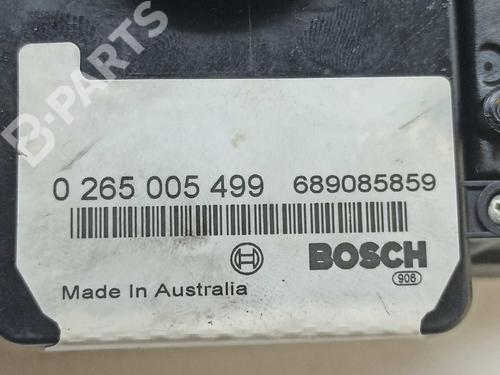 B-PARTS
0 265 005 499 689085859
BOSCH
906
Made In Australia